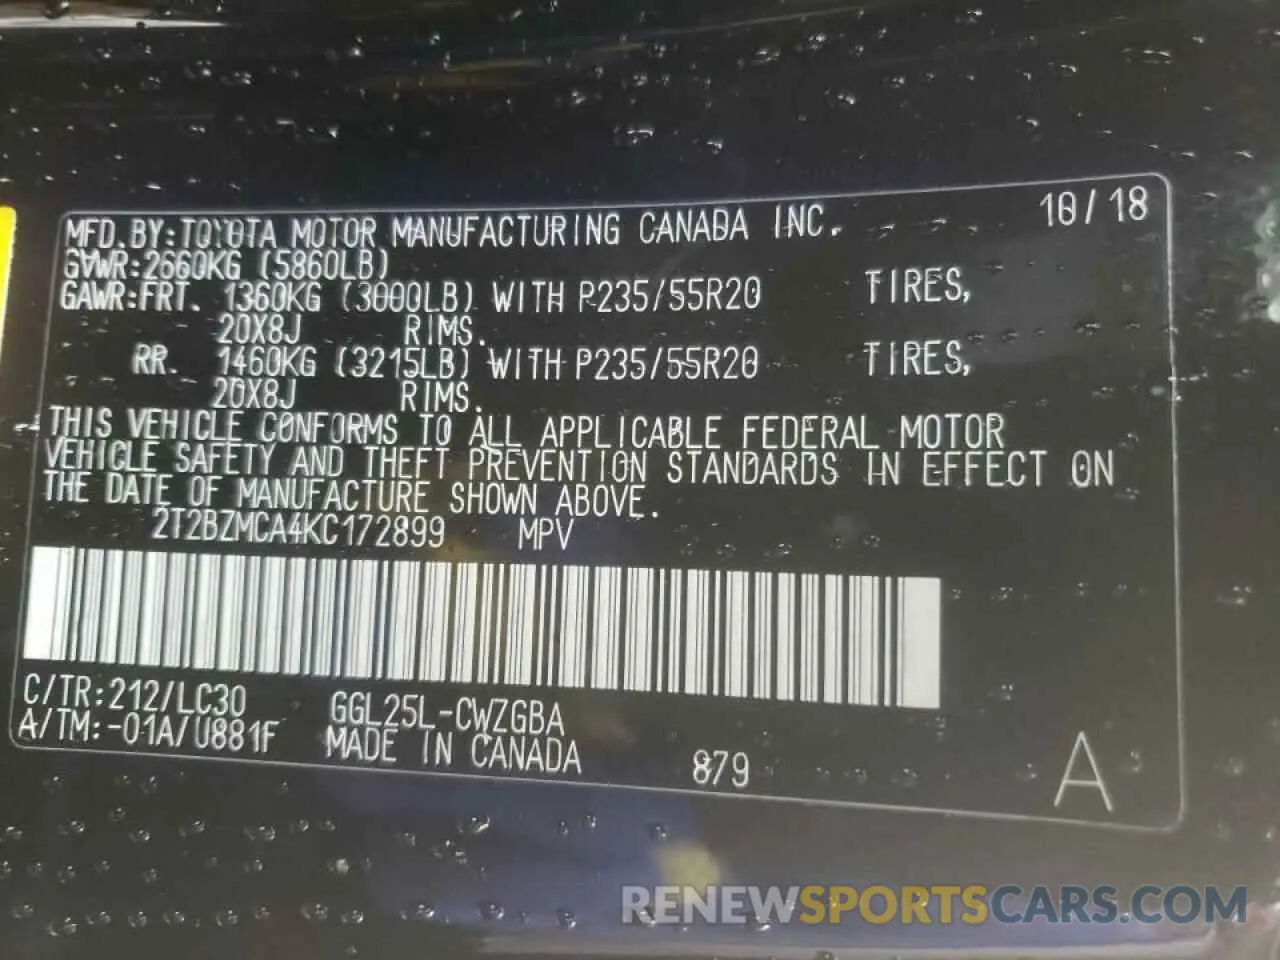 10/18
MFD.BY:TOYOTA MOTOR MANUFACTURING CANADA INC.
GVWR:2660KG (5860LB)
GAWR:FRT. 1360KG (3000LB) WITH P235/55R20 TIRES,
20X8J RIMS.
RR. 1460KG (3215LB) WITH P235/55R20 TIRES,
20X8J RIMS.
THIS VEHICLE CONFORMS TO ALL APPLICABLE FEDERAL MOTOR
VEHICLE SAFETY AND THEFT PREVENTION STANDARDS IN EFFECT ON
THE DATE OF MANUFACTURE SHOWN ABOVE.
2T2BZMCA4KC172899 MPV
C/TR:212/LC30 GGL25L-CWZGBA
A/TM:-01A/U881F MADE IN CANADA 879 A
RENEWSPORTSCARS.COM